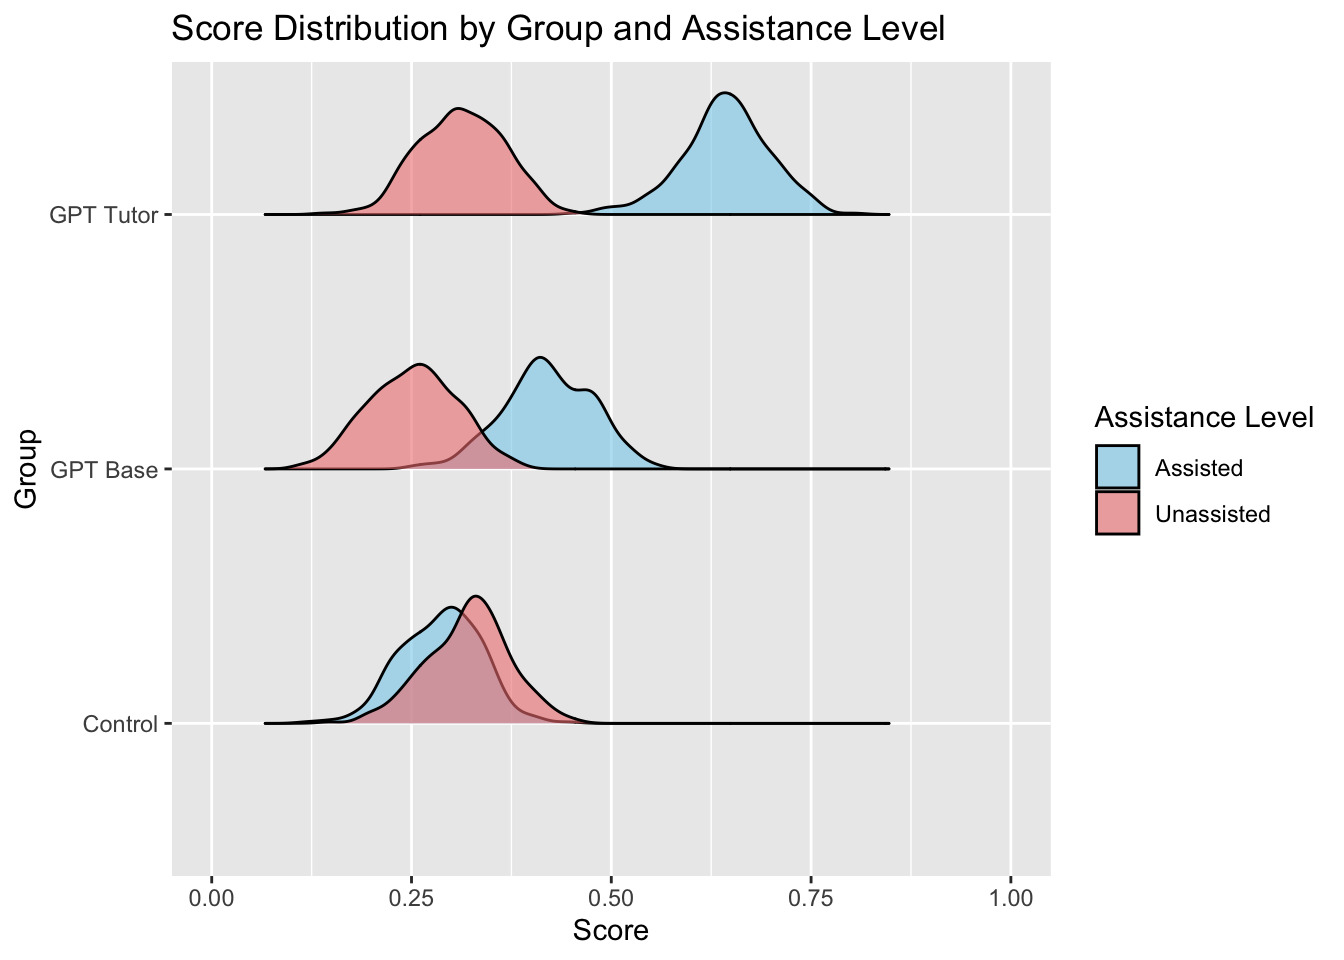 Score Distribution by Group and Assistance Level
GPT Tutor
GPT Base
Control
Group
0.00
0.25
0.50
0.75
1.00
Score
Assistance Level
Assisted
Unassisted